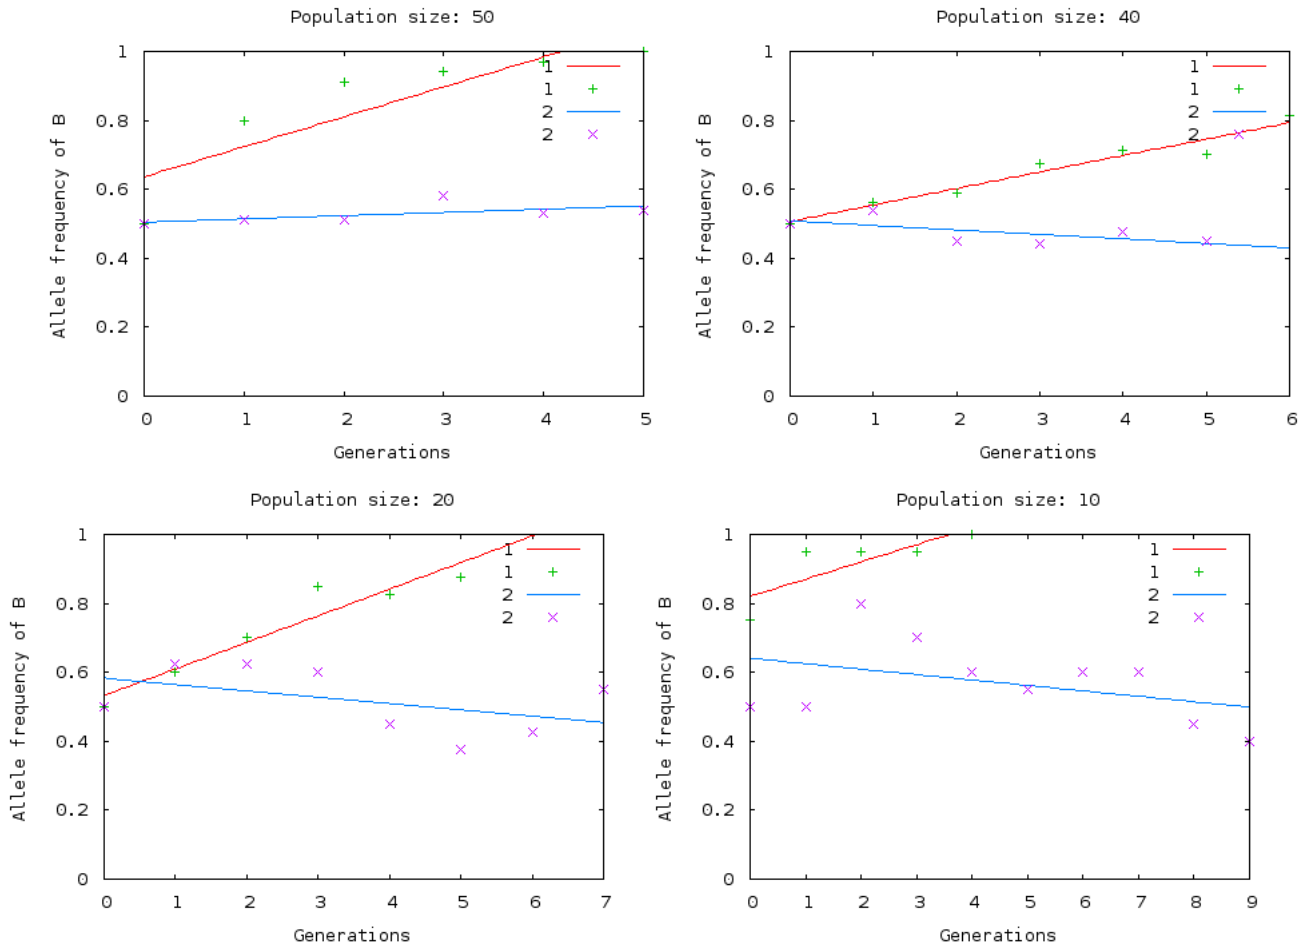 Population size: 50
Allele frequency of B
1
0.8
0.6
0.4
0.2
0
0 1 2 3 4 5
Generations
1
1
2
2
Population size: 40
Allele frequency of B
1
0.8
0.6
0.4
0.2
0
0 1 2 3 4 5 6
Generations
1
1
2
2
Population size: 20
Allele frequency of B
1
0.8
0.6
0.4
0.2
0
0 1 2 3 4 5 6 7
Generations
1
1
2
2
Population size: 10
Allele frequency of B
1
0.8
0.6
0.4
0.2
0
0 1 2 3 4 5 6 7 8 9
Generations
1
1
2
2